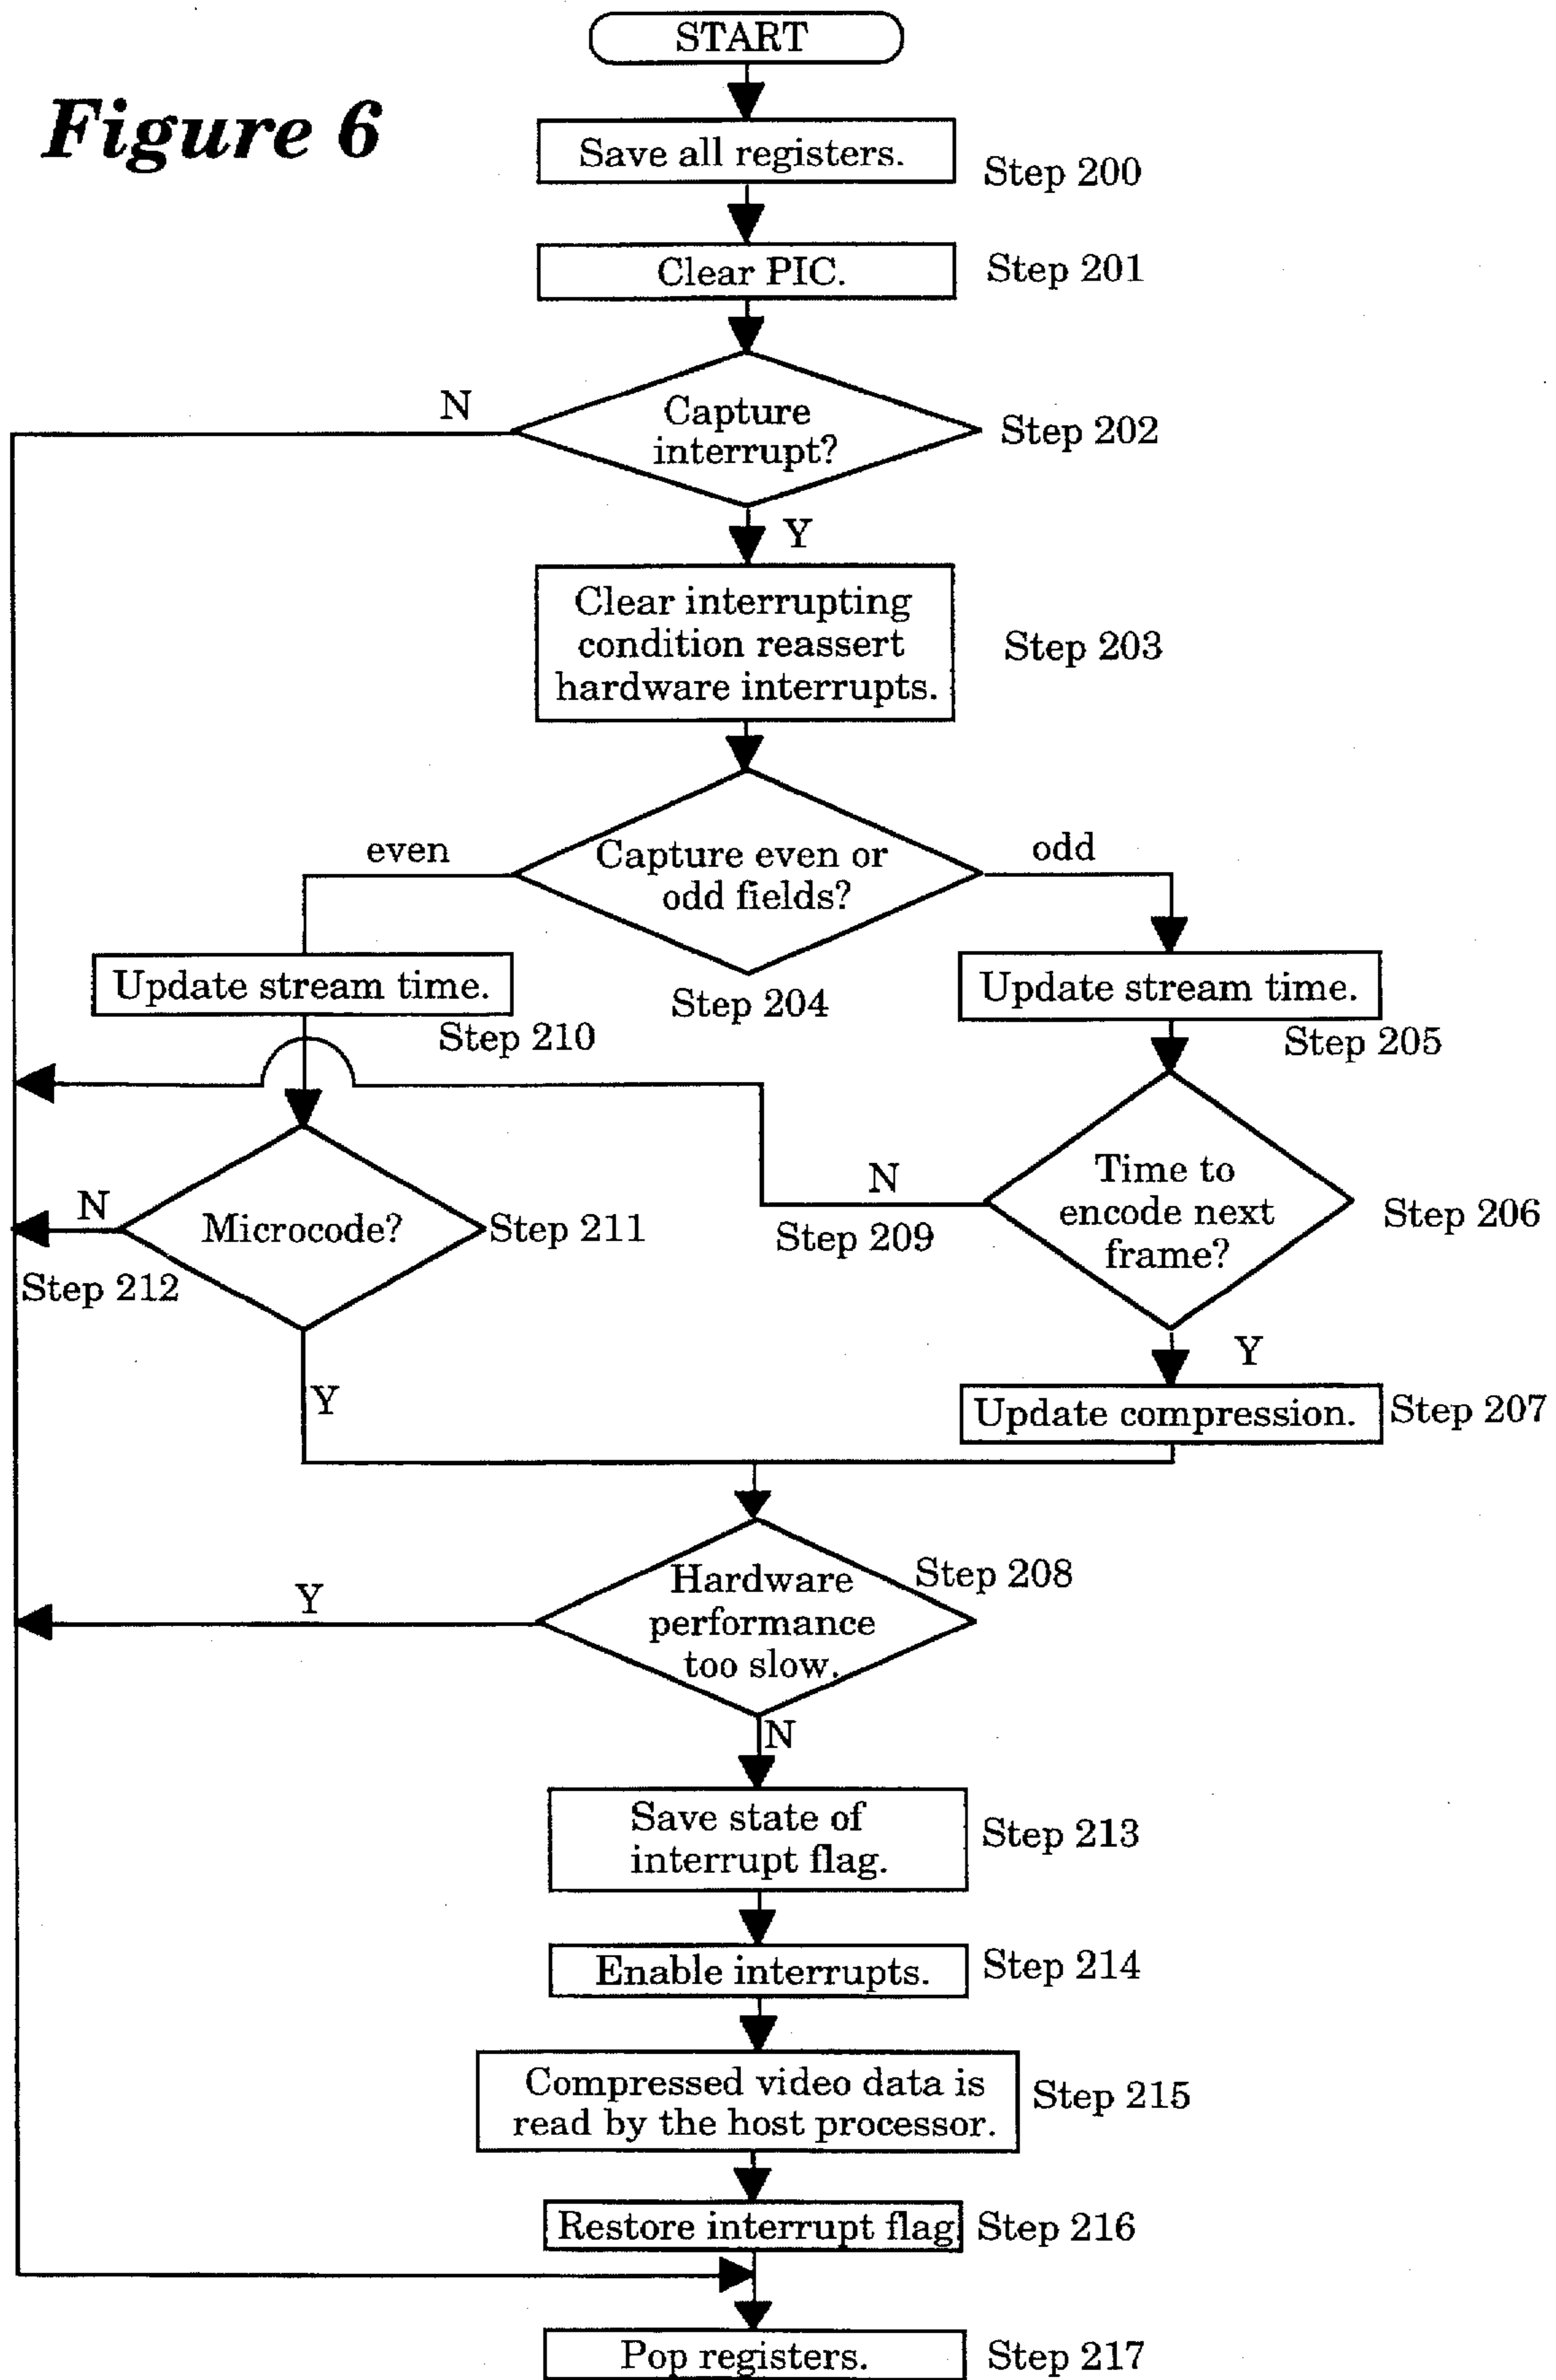 START
Figure 6
Save all registers.
Step 200
Clear PIC.
Step 201
N
Capture
interrupt?
Step 202
Y
Clear interrupting
condition reassert
hardware interrupts.
Step 203
even
Capture even or
odd fields?
odd
Step 204
Update stream time.
Step 210
Update stream time.
Step 205
N
Microcode?
Step 211
Step 212
N
Step 209
Time to
encode next
frame?
Step 206
Y
Y
Update compression.
Step 207
Y
Hardware
performance
too slow.
Step 208
N
Save state of
interrupt flag.
Step 213
Enable interrupts.
Step 214
Compressed video data is
read by the host processor.
Step 215
Restore interrupt flag.
Step 216
Pop registers.
Step 217